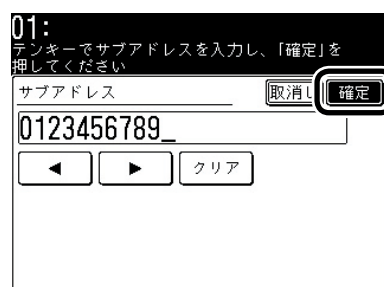 01:
テンキーでサブアドレスを入力し、「確定」を
押してください
サブアドレス 取消し 確定
0123456789_
◀ ▶ クリア